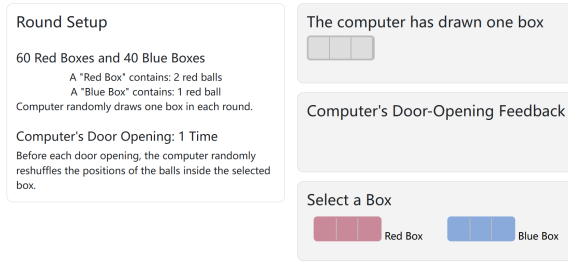 Round Setup
60 Red Boxes and 40 Blue Boxes
A "Red Box" contains: 2 red balls
A "Blue Box" contains: 1 red ball
Computer randomly draws one box in each round.
Computer's Door Opening: 1 Time
Before each door opening, the computer randomly
reshuffles the positions of the balls inside the selected
box.
The computer has drawn one box
Computer's Door-Opening Feedback
Select a Box
Red Box
Blue Box